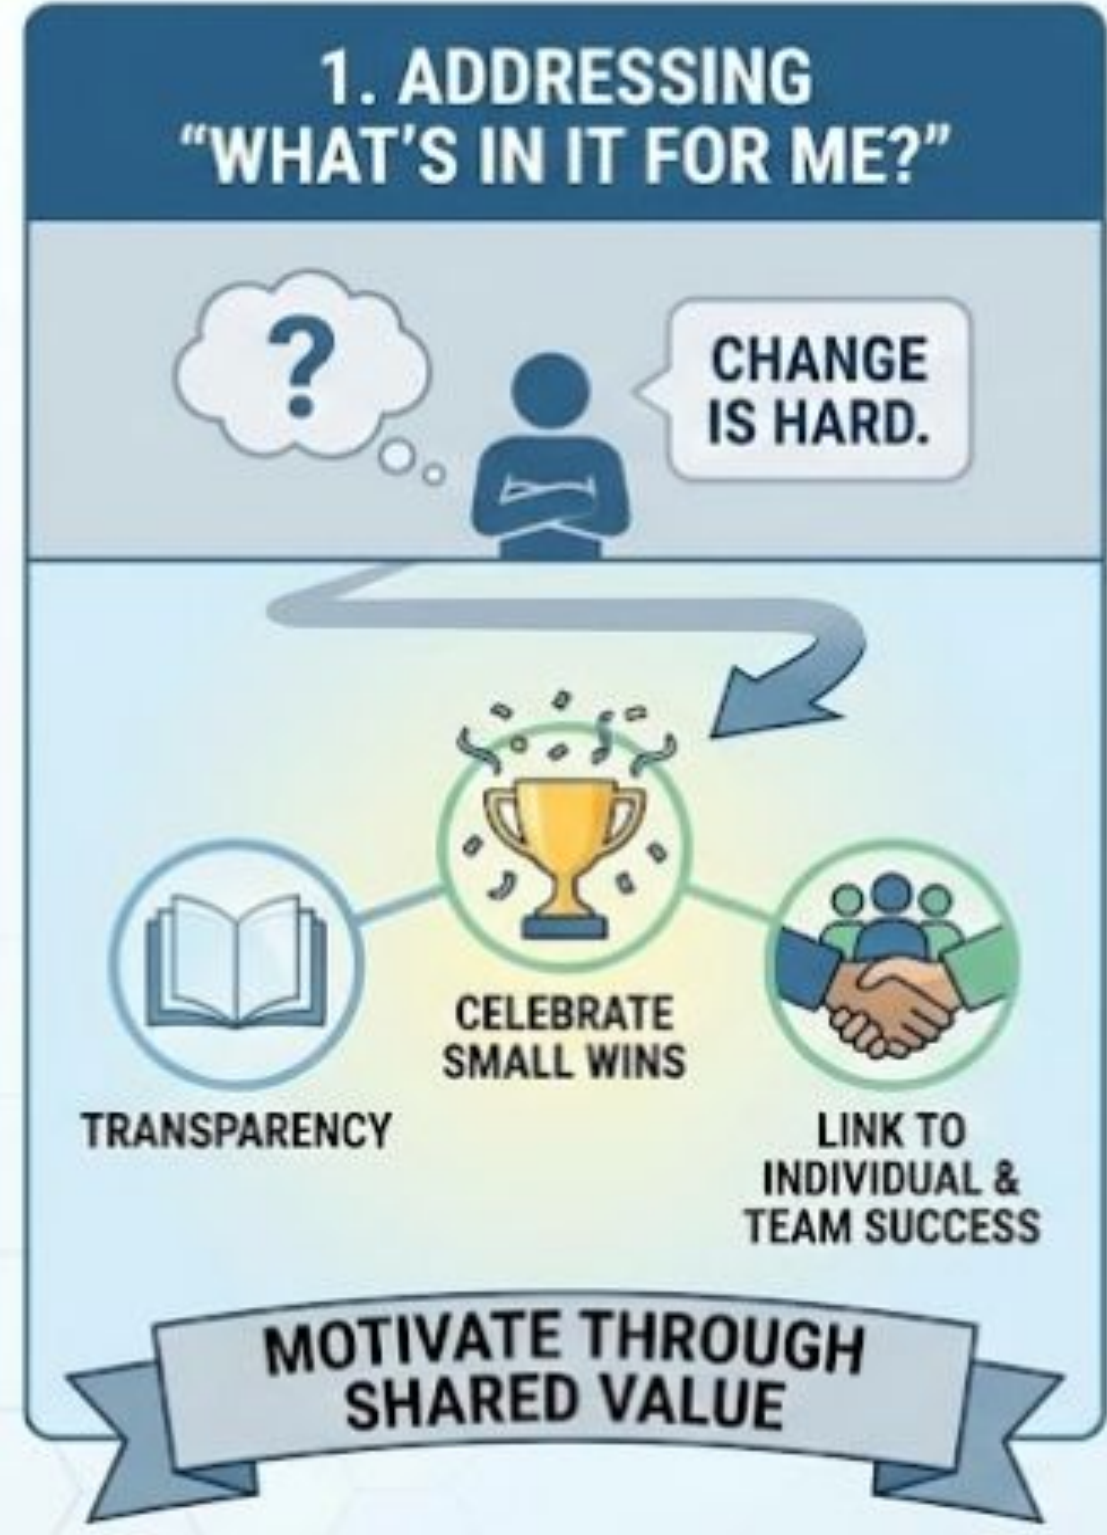 1. ADDRESSING
“WHAT’S IN IT FOR ME?”
?
CHANGE
IS HARD.
CELEBRATE
SMALL WINS
TRANSPARENCY
LINK TO
INDIVIDUAL &
TEAM SUCCESS
MOTIVATE THROUGH
SHARED VALUE